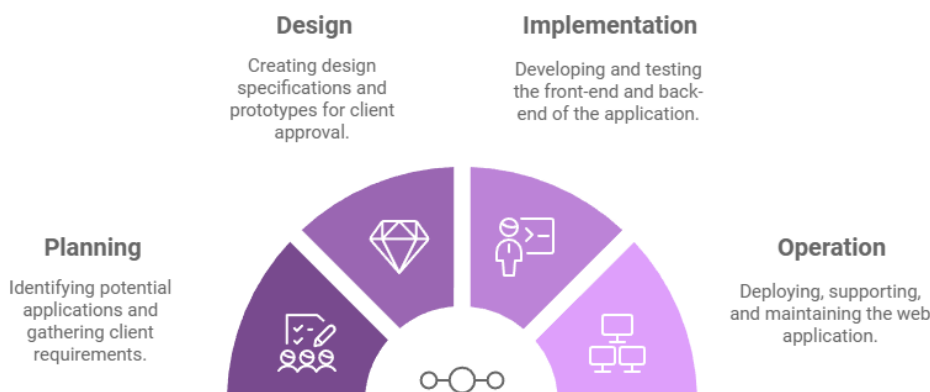 Planning
Identifying potential
applications and
gathering client
requirements.
Design
Creating design
specifications and
prototypes for client
approval.
Implementation
Developing and testing
the front-end and back-
end of the application.
Operation
Deploying, supporting,
and maintaining the web
application.